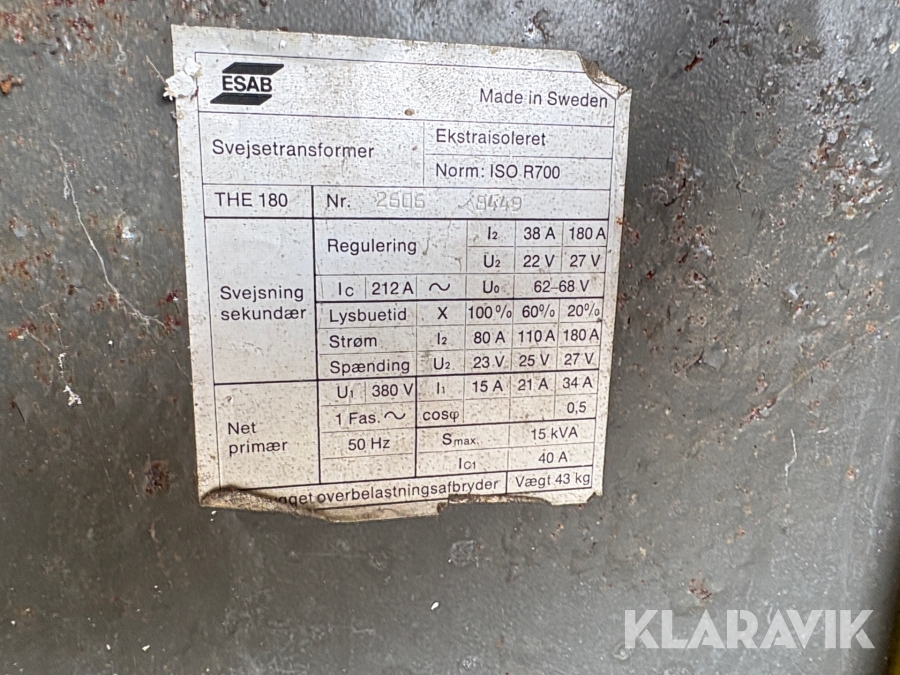 ESAB
Made in Sweden
Svejsetransformer
Ekstraisoleret
Norm: ISO R700
THE 180 Nr.
Svejsning sekundær
Regulering I2 38 A 180 A
U2 22 V 27 V
Ic 212 A ~ U0 62–68 V
Lysbuetid X 100% 60% 20%
Strøm I2 80 A 110 A 180 A
Spænding U2 23 V 25 V 27 V
Net primær
U1 380 V I1 15 A 21 A 34 A
1 Fas. ~ cosφ 0,5
50 Hz Smax. 15 kVA
IC1 40 A
overbelastningsafbryder Vægt 43 kg
KLARAVIK